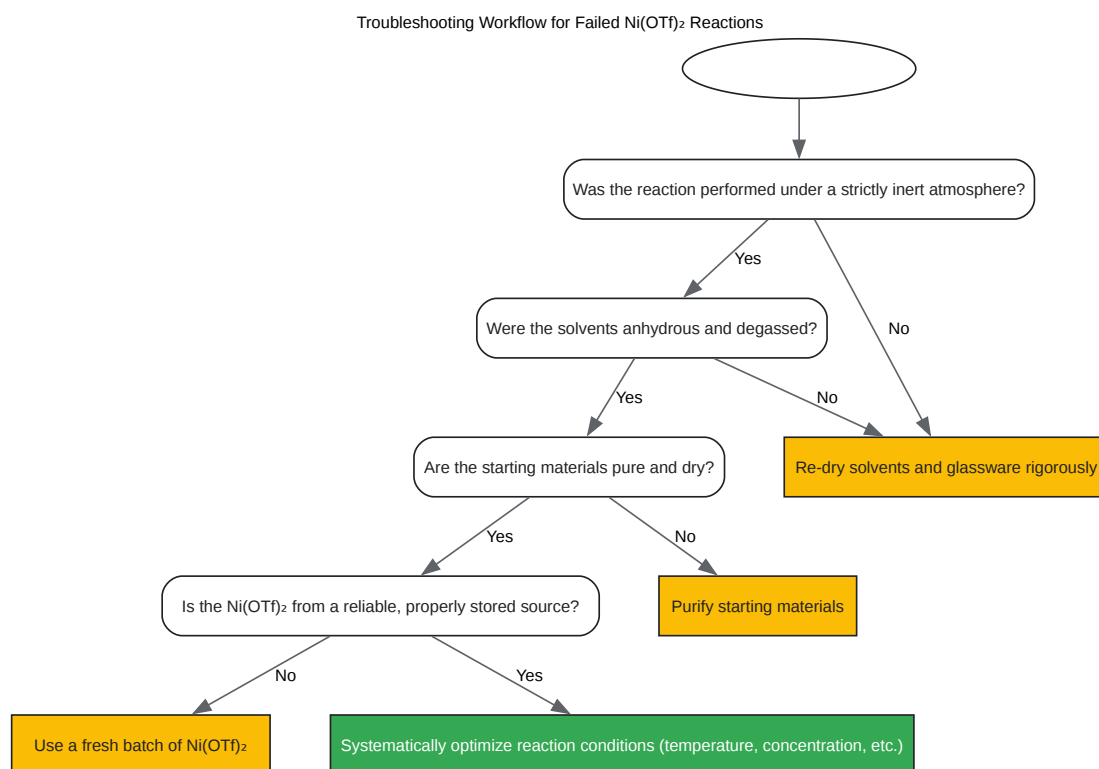 Troubleshooting Workflow for Failed Ni(OTf)₂ Reactions
Was the reaction performed under a strictly inert atmosphere?
Yes
Were the solvents anhydrous and degassed?
No
Yes
No
Are the starting materials pure and dry?
Re-dry solvents and glassware rigorously
Yes
No
Is the Ni(OTf)₂ from a reliable, properly stored source?
Purify starting materials
No
Yes
Use a fresh batch of Ni(OTf)₂
Systematically optimize reaction conditions (temperature, concentration, etc.)